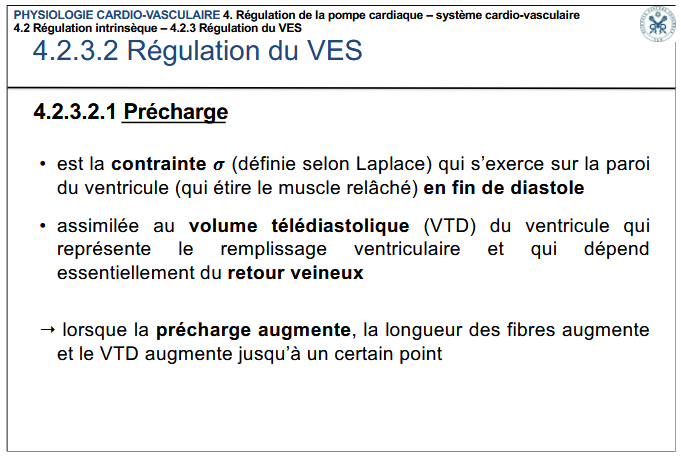 PHYSIOLOGIE CARDIO-VASCULAIRE 4. Régulation de la pompe cardiaque – système cardio-vasculaire
4.2 Régulation intrinsèque – 4.2.3 Régulation du VES
4.2.3.2 Régulation du VES
4.2.3.2.1 Précharge
• est la contrainte σ (définie selon Laplace) qui s’exerce sur la paroi
du ventricule (qui étire le muscle relâché) en fin de diastole
• assimilée au volume télédiastolique (VTD) du ventricule qui
représente le remplissage ventriculaire et qui dépend
essentiellement du retour veineux
→ lorsque la précharge augmente, la longueur des fibres augmente
et le VTD augmente jusqu’à un certain point